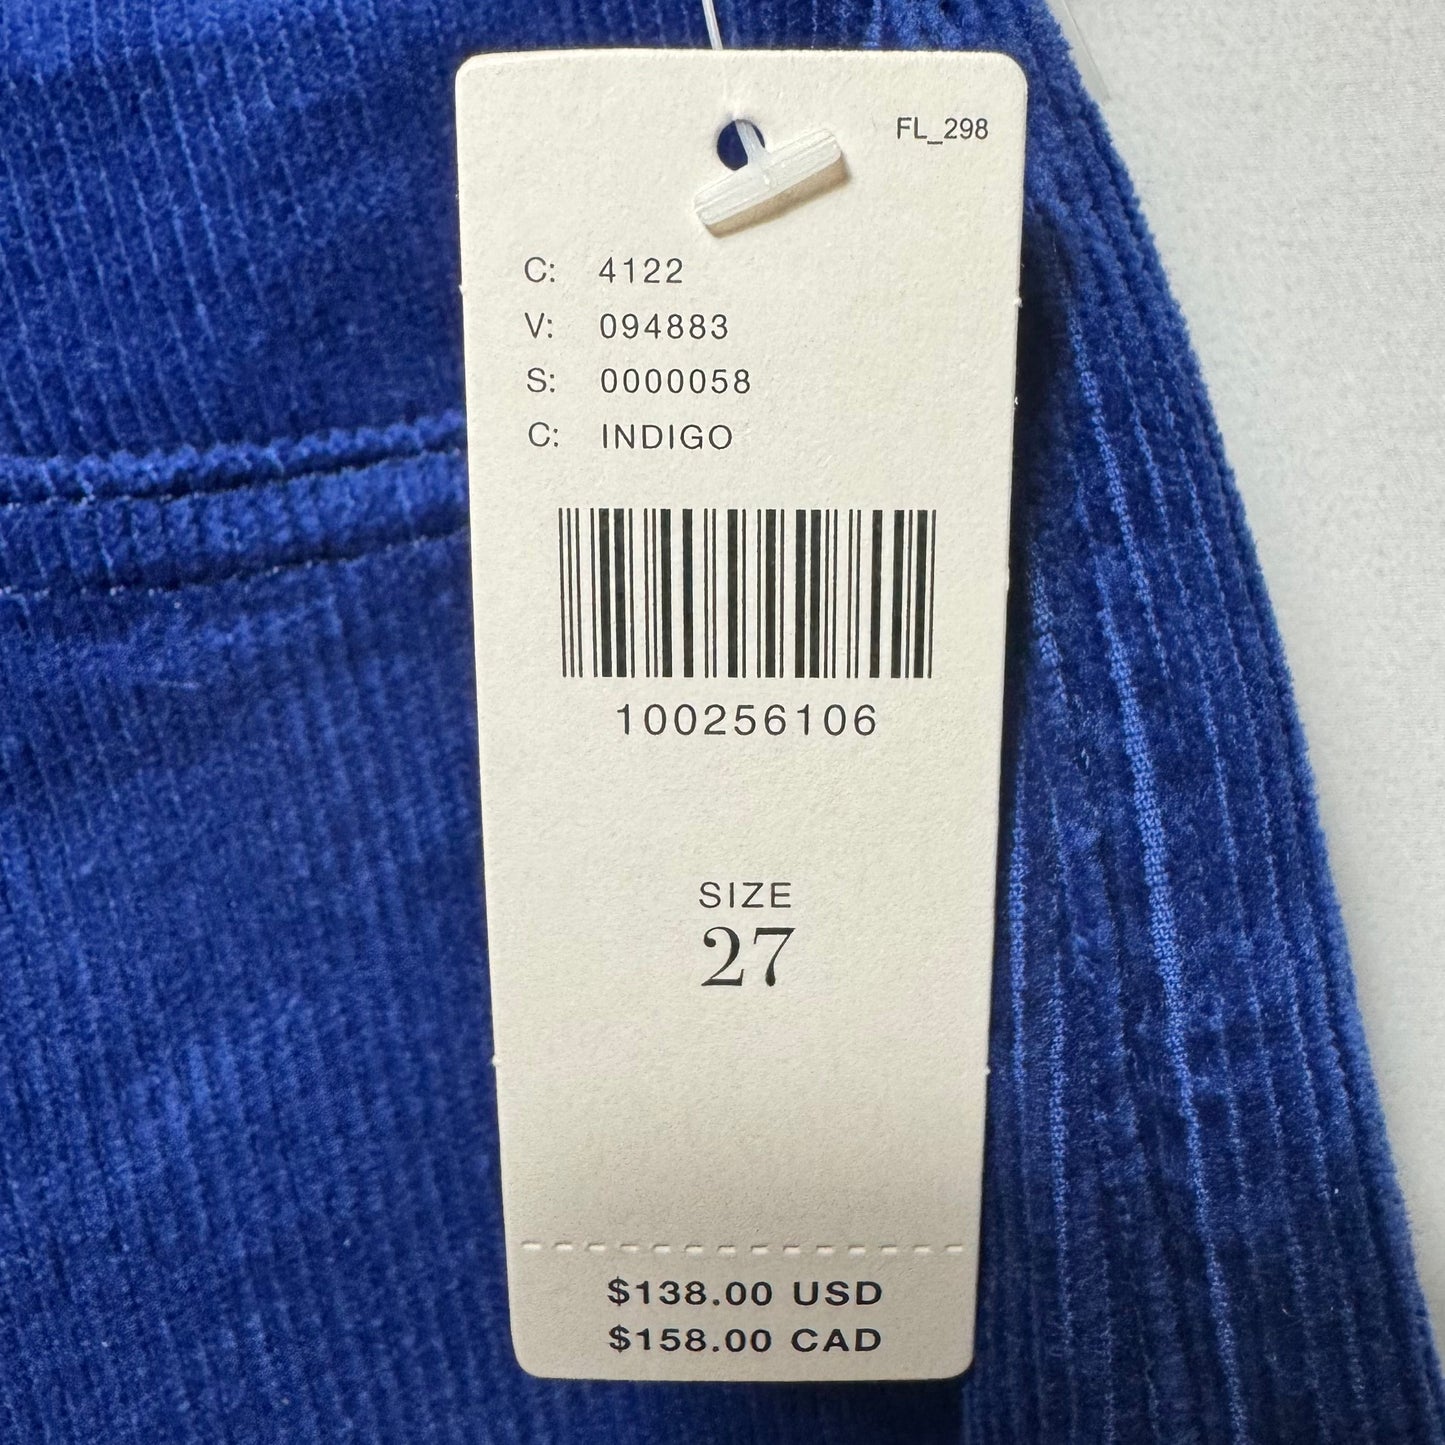 FL_298
C: 4122
V: 094883
S: 0000058
C: INDIGO
100256106
SIZE
27
$138.00 USD
$158.00 CAD